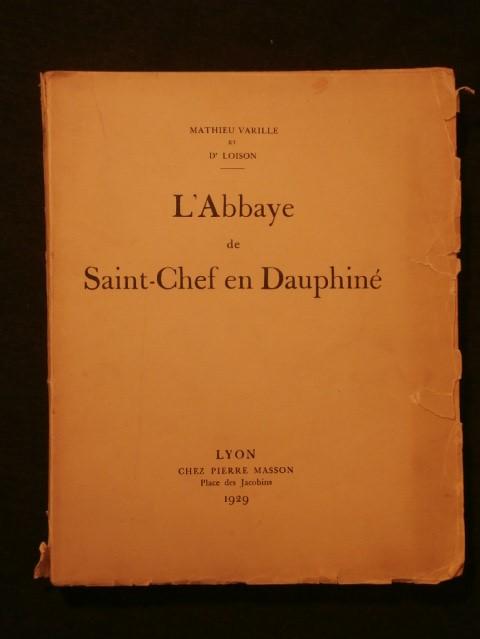 MATHIEU VARILLE
ET
Dr LOISON
L'Abbaye
de
Saint-Chef en Dauphiné
LYON
CHEZ PIERRE MASSON
Place des Jacobins
1929